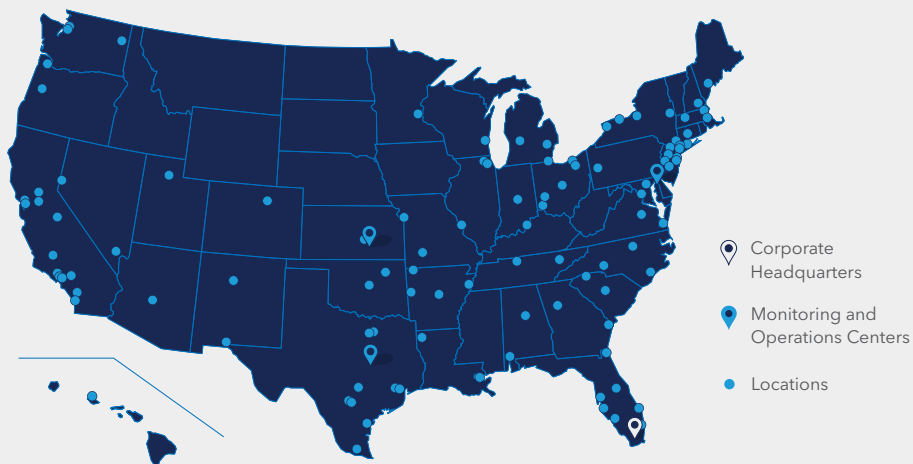 Corporate
Headquarters
Monitoring and
Operations Centers
Locations